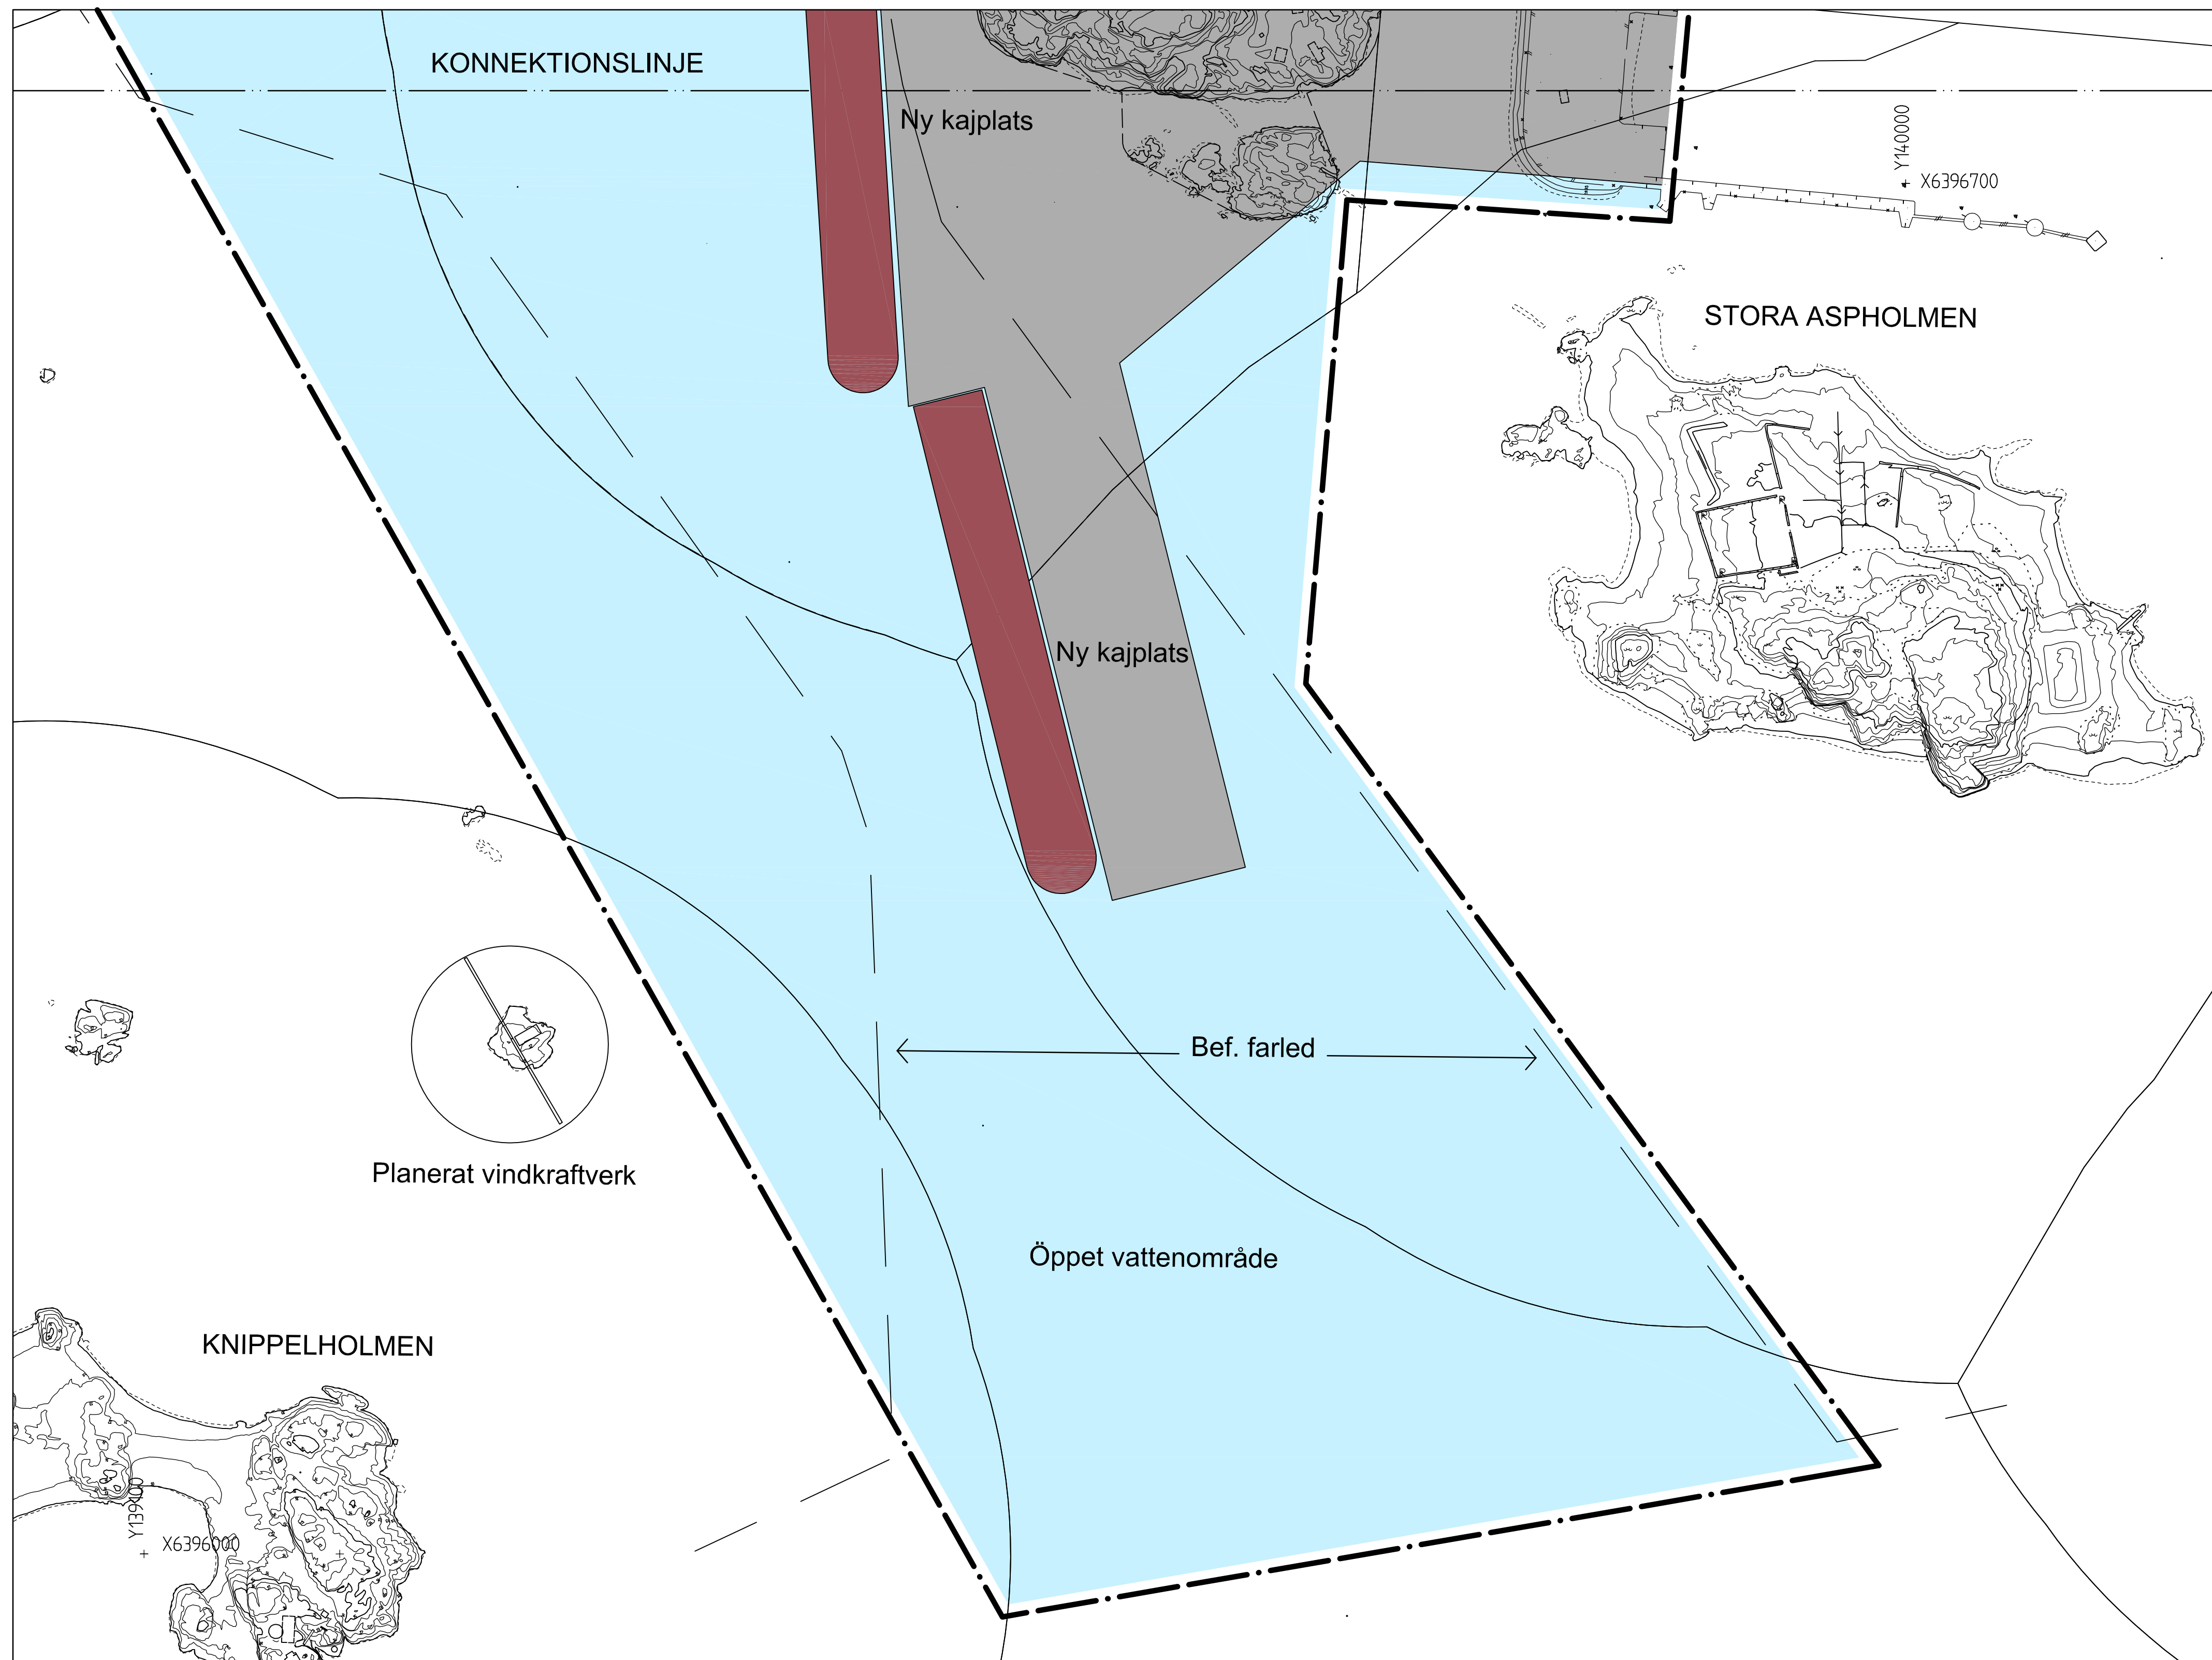 KONNEKTIONSLINJE
Ny kajplats
Y140000
X6396700
STORA ASPHOLMEN
Ny kajplats
Bef. farled
Planerat vindkraftverk
Öppet vattenområde
KNIPPELHOLMEN
X6396000